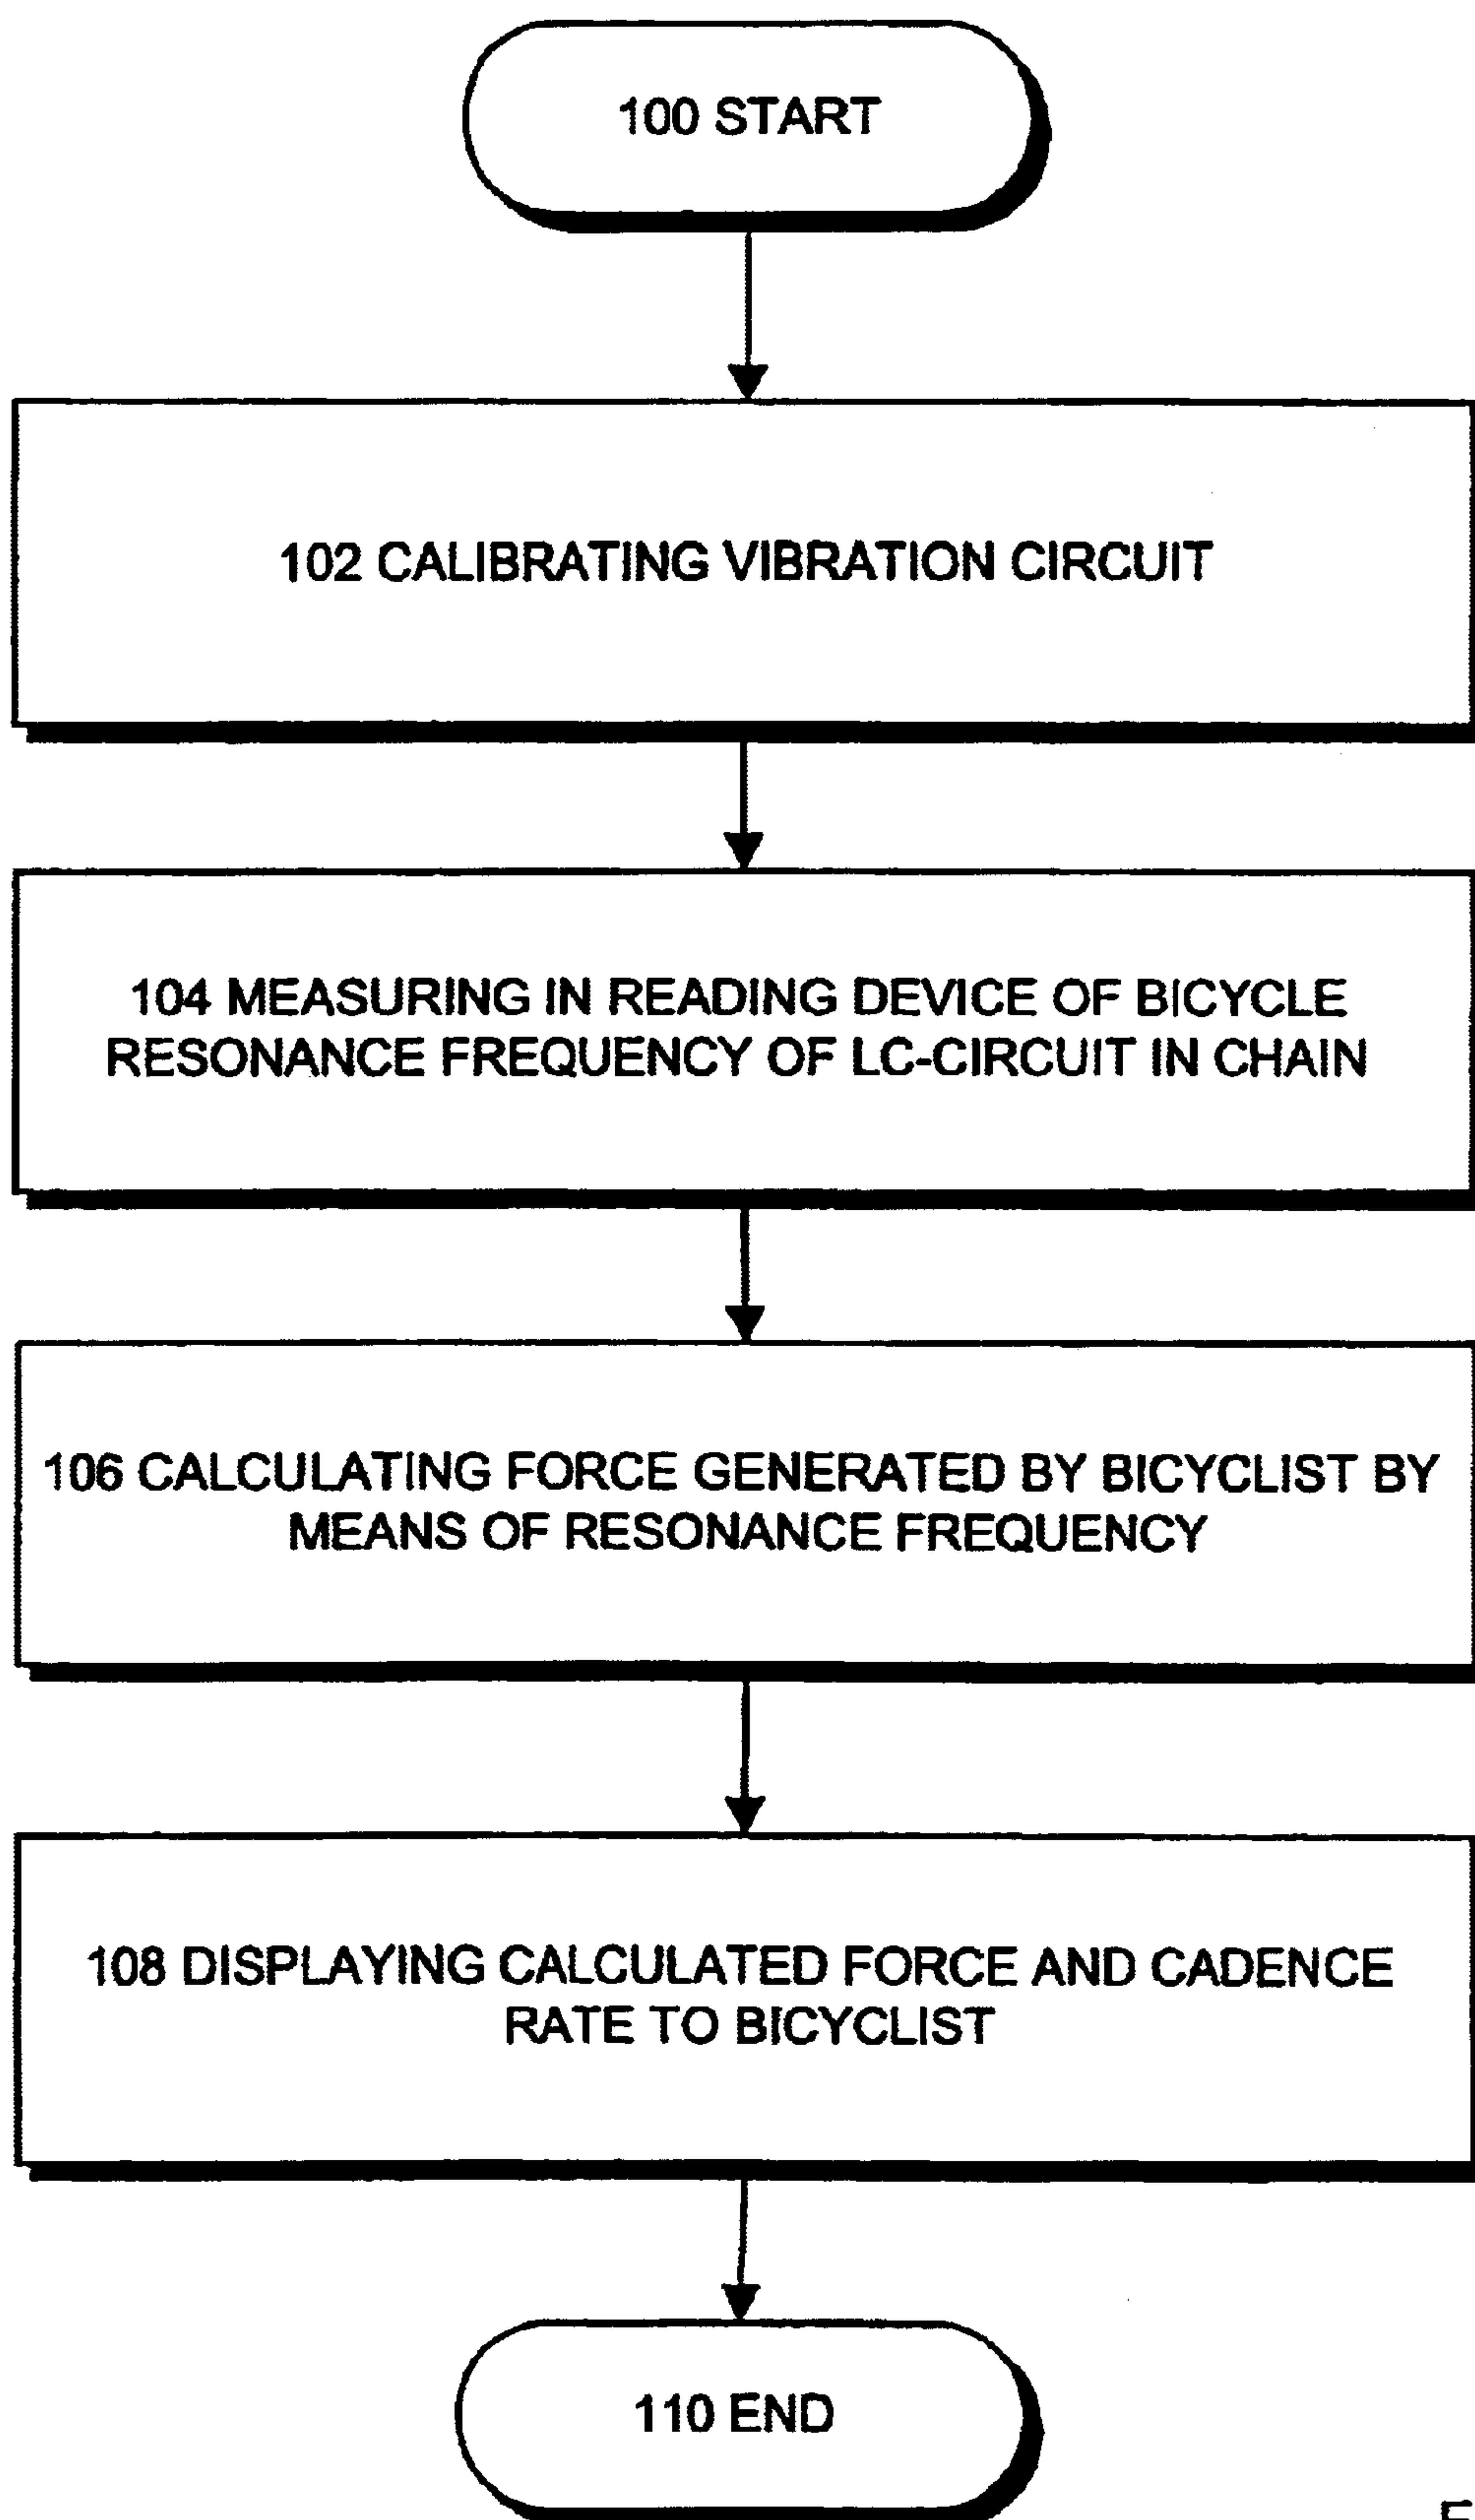 100 START
102 CALIBRATING VIBRATION CIRCUIT
104 MEASURING IN READING DEVICE OF BICYCLE
RESONANCE FREQUENCY OF LC-CIRCUIT IN CHAIN
106 CALCULATING FORCE GENERATED BY BICYCLIST BY
MEANS OF RESONANCE FREQUENCY
108 DISPLAYING CALCULATED FORCE AND CADENCE
RATE TO BICYCLIST
110 END